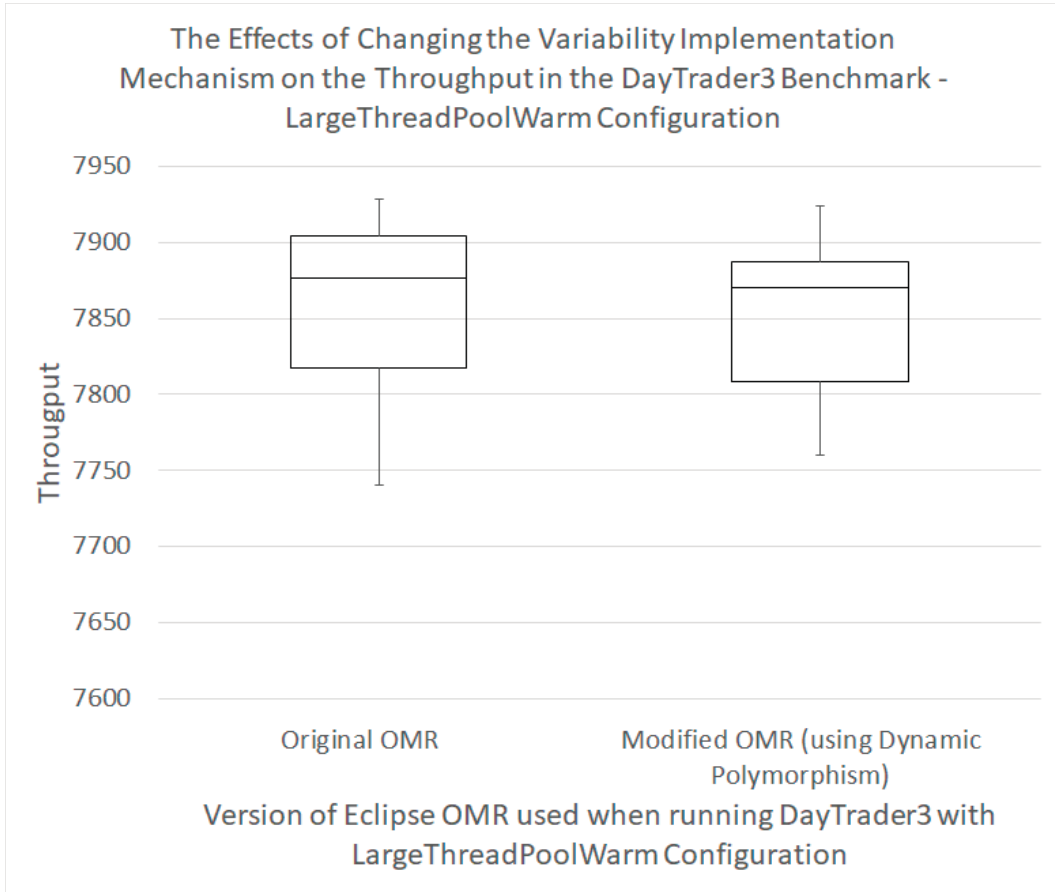 The Effects of Changing the Variability Implementation
Mechanism on the Throughput in the DayTrader3 Benchmark -
LargeThreadPoolWarm Configuration
7950
7900
7850
7800
7750
7700
7650
7600
Througput
Original OMR
Modified OMR (using Dynamic
Polymorphism)
Version of Eclipse OMR used when running DayTrader3 with
LargeThreadPoolWarm Configuration